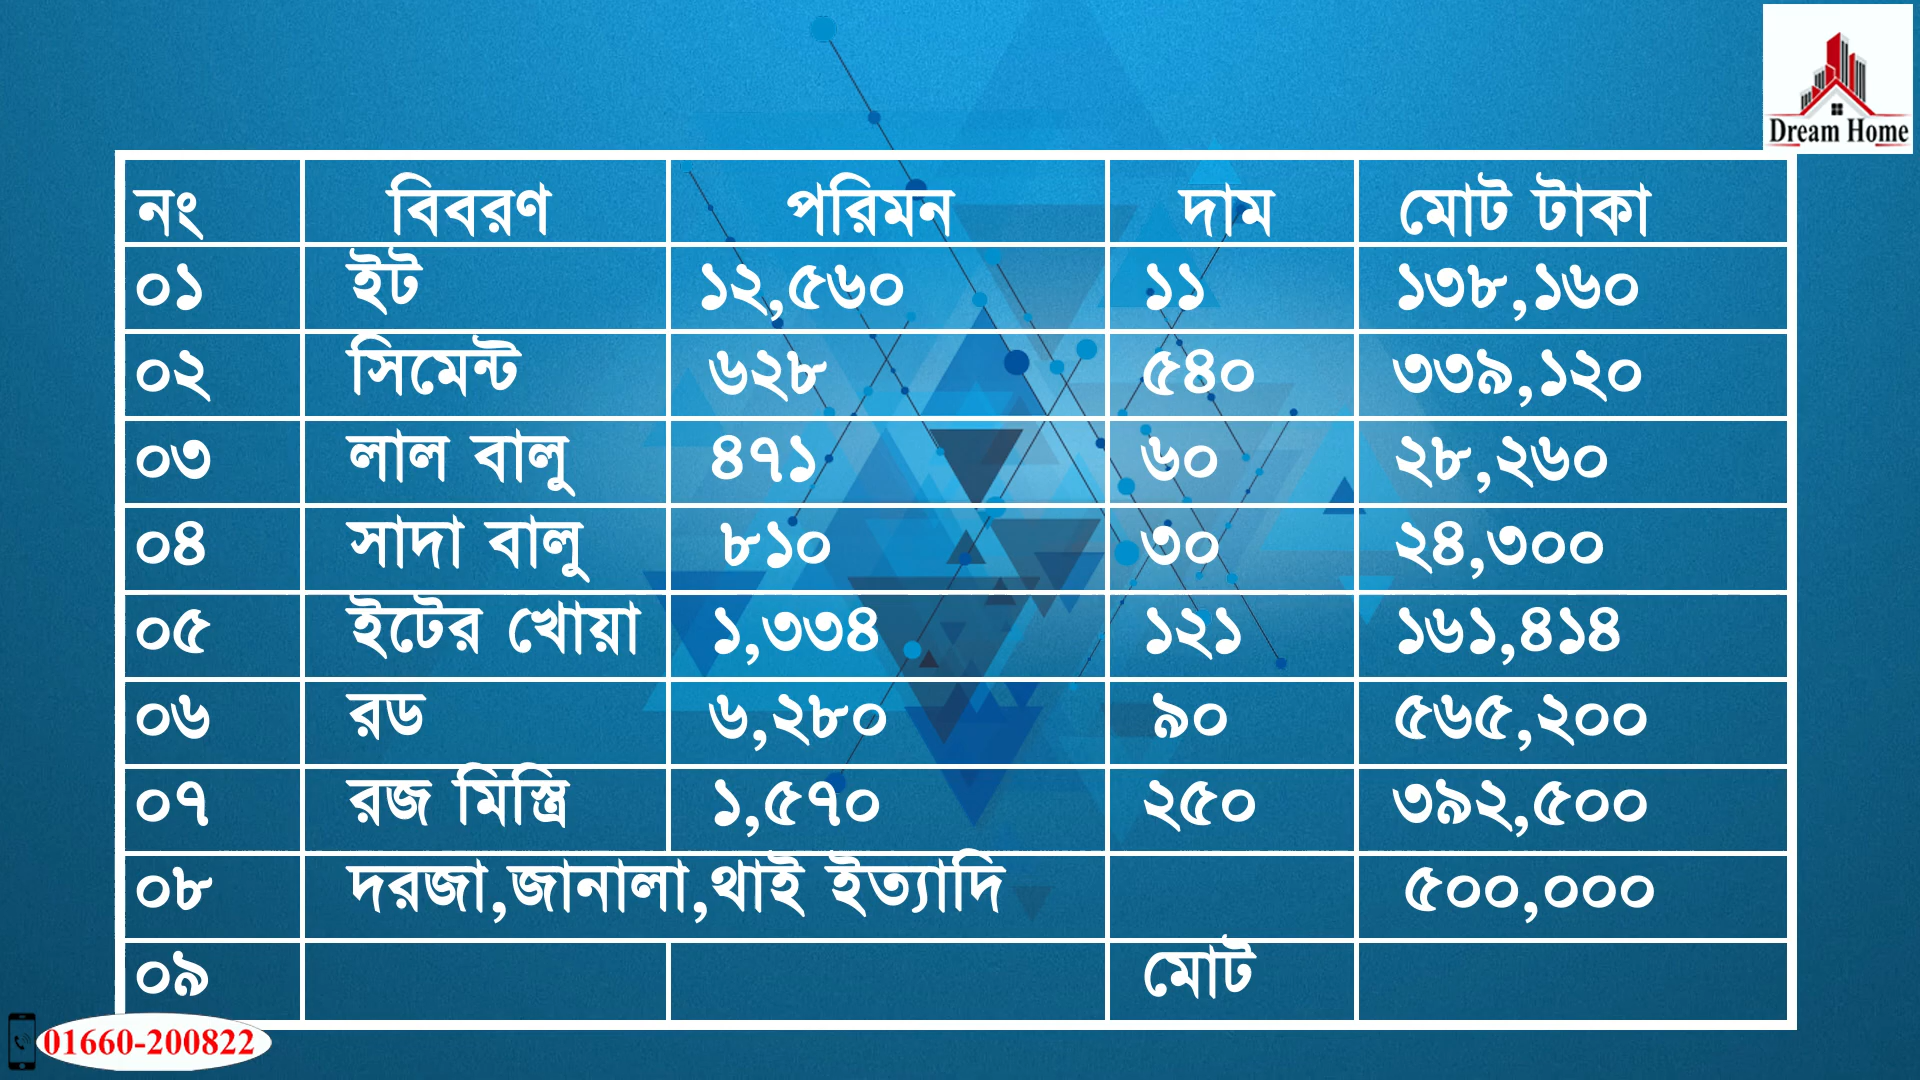 Dream Home
নং বিবরণ পরিমন দাম মোট টাকা
০১ ইট ১২,৫৬০ ১১ ১৩৮,১৬০
০২ সিমেন্ট ৬২৮ ৫৪০ ৩৩৯,১২০
০৩ লাল বালু ৪৭১ ৬০ ২৮,২৬০
০৪ সাদা বালু ৮১০ ৩০ ২৪,৩০০
০৫ ইটের খোয়া ১,৩৩৪ ১২১ ১৬১,৪১৪
০৬ রড ৬,২৮০ ৯০ ৫৬৫,২০০
০৭ রজ মিস্ত্রি ১,৫৭০ ২৫০ ৩৯২,৫০০
০৮ দরজা,জানালা,থাই ইত্যাদি ৫০০,০০০
০৯ মোট
01660-200822